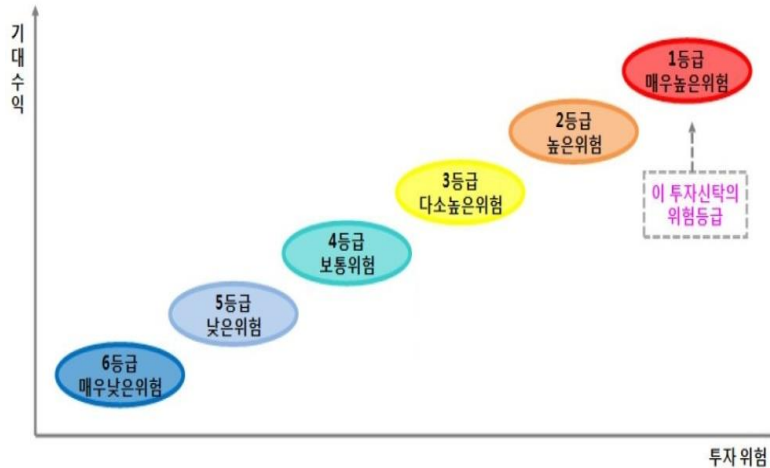 기대수익
1등급
매우높은위험
2등급
높은위험
3등급
다소높은위험
이 투자신탁의
위험등급
4등급
보통위험
5등급
낮은위험
6등급
매우낮은위험
투자 위험